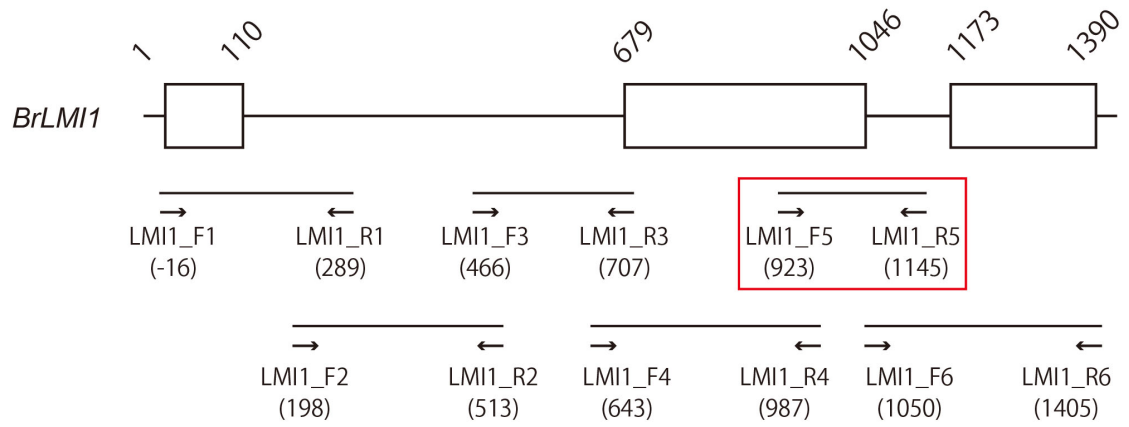 1 110 679 1046 1173 1390
BrLMI1
LMI1_F1 LMI1_R1 LMI1_F3 LMI1_R3 LMI1_F5 LMI1_R5
(-16) (289) (466) (707) (923) (1145)
LMI1_F2 LMI1_R2 LMI1_F4 LMI1_R4 LMI1_F6 LMI1_R6
(198) (513) (643) (987) (1050) (1405)